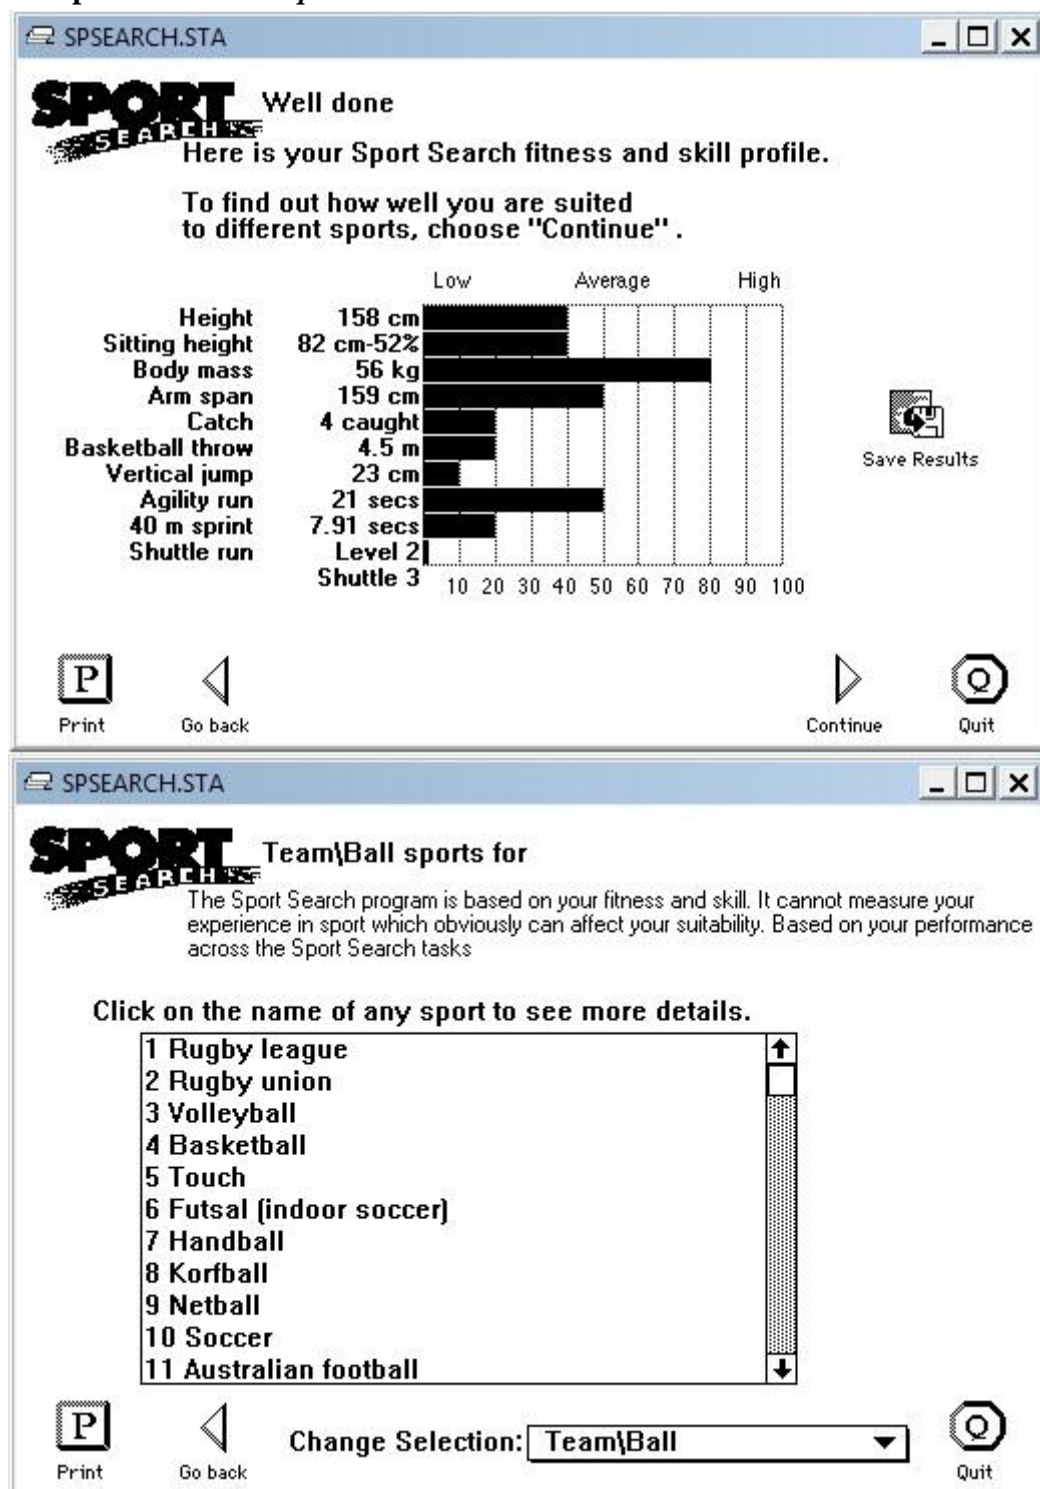 SPSEARCH.STA
SPORT
SEARCH
Well done
Here is your Sport Search fitness and skill profile.
To find out how well you are suited
to different sports, choose "Continue" .
Low Average High
Height 158 cm
Sitting height 82 cm-52%
Body mass 56 kg
Arm span 159 cm
Catch 4 caught
Basketball throw 4.5 m
Vertical jump 23 cm
Agility run 21 secs
40 m sprint 7.91 secs
Shuttle run Level 2
Shuttle 3
10 20 30 40 50 60 70 80 90 100
Save Results
P
Print
Go back
Continue
Q
Quit
SPSEARCH.STA
SPORT
SEARCH
Team\Ball sports for
The Sport Search program is based on your fitness and skill. It cannot measure your
experience in sport which obviously can affect your suitability. Based on your performance
across the Sport Search tasks
Click on the name of any sport to see more details.
1 Rugby league
2 Rugby union
3 Volleyball
4 Basketball
5 Touch
6 Futsal (indoor soccer)
7 Handball
8 Korfball
9 Netball
10 Soccer
11 Australian football
P
Print
Go back
Change Selection: Team\Ball
Q
Quit